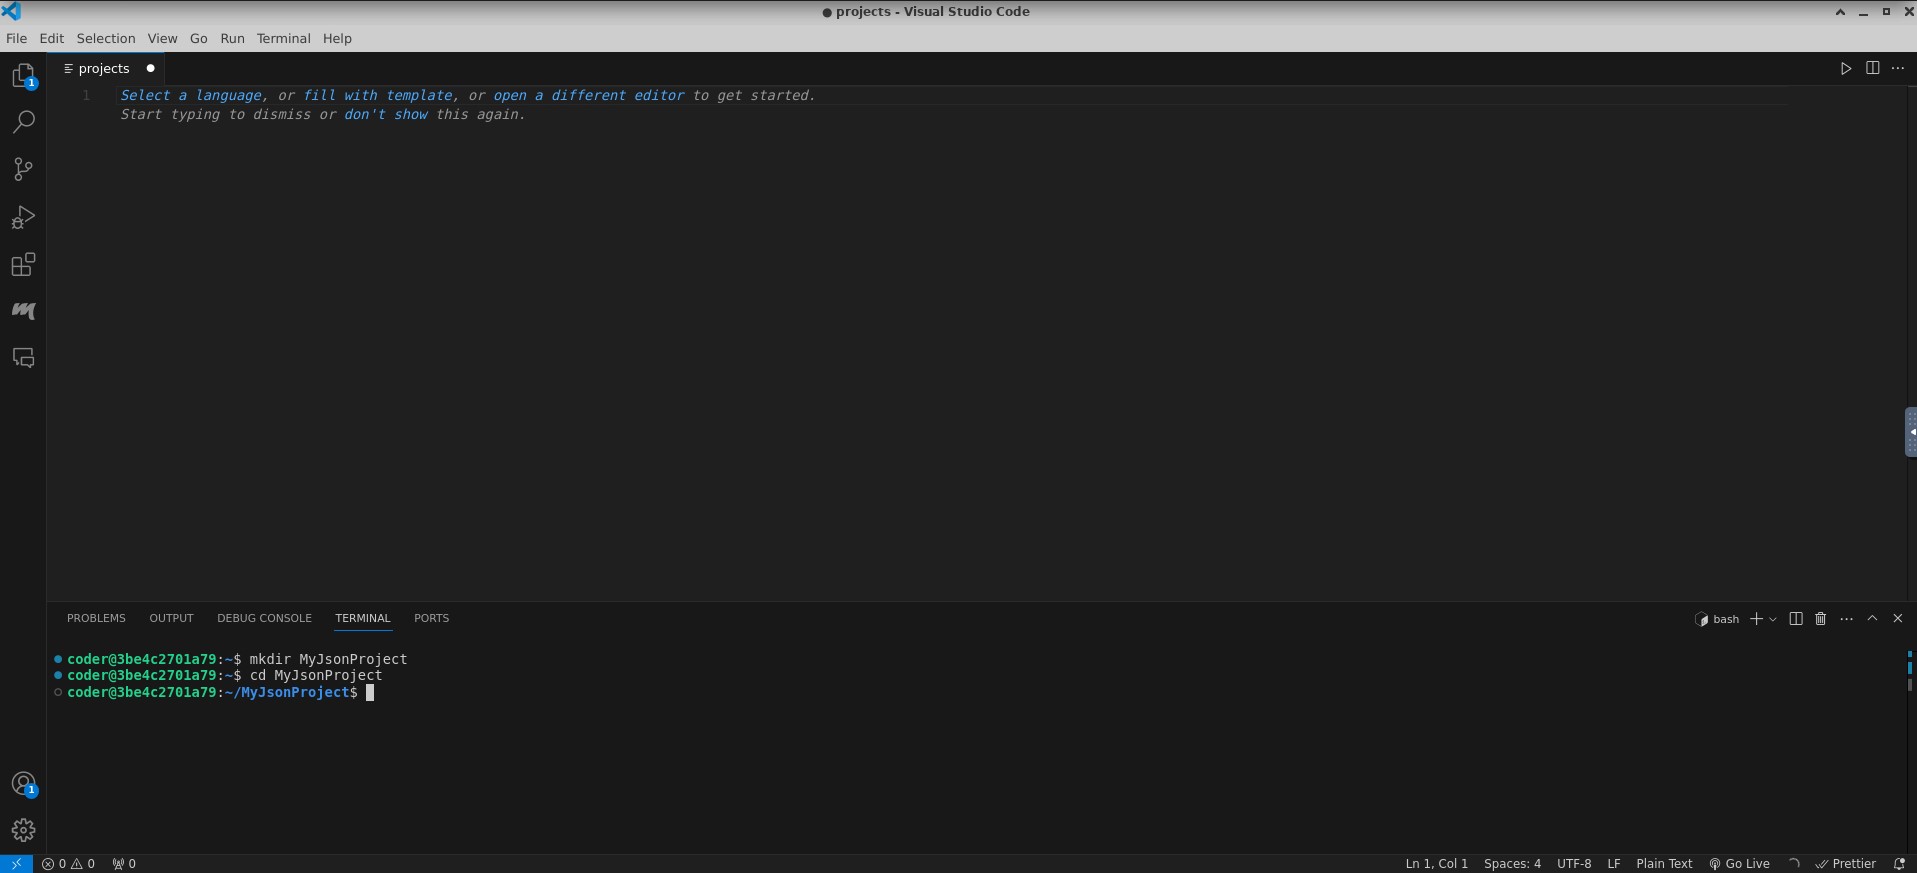 ● projects - Visual Studio Code
File Edit Selection View Go Run Terminal Help
projects ●
1
1 Select a language, or fill with template, or open a different editor to get started.
Start typing to dismiss or don't show this again.
PROBLEMS OUTPUT DEBUG CONSOLE TERMINAL PORTS bash
coder@3be4c2701a79:~$ mkdir MyJsonProject
coder@3be4c2701a79:~$ cd MyJsonProject
coder@3be4c2701a79:~/MyJsonProject$
1
0 0 0 Ln 1, Col 1 Spaces: 4 UTF-8 LF Plain Text Go Live Prettier